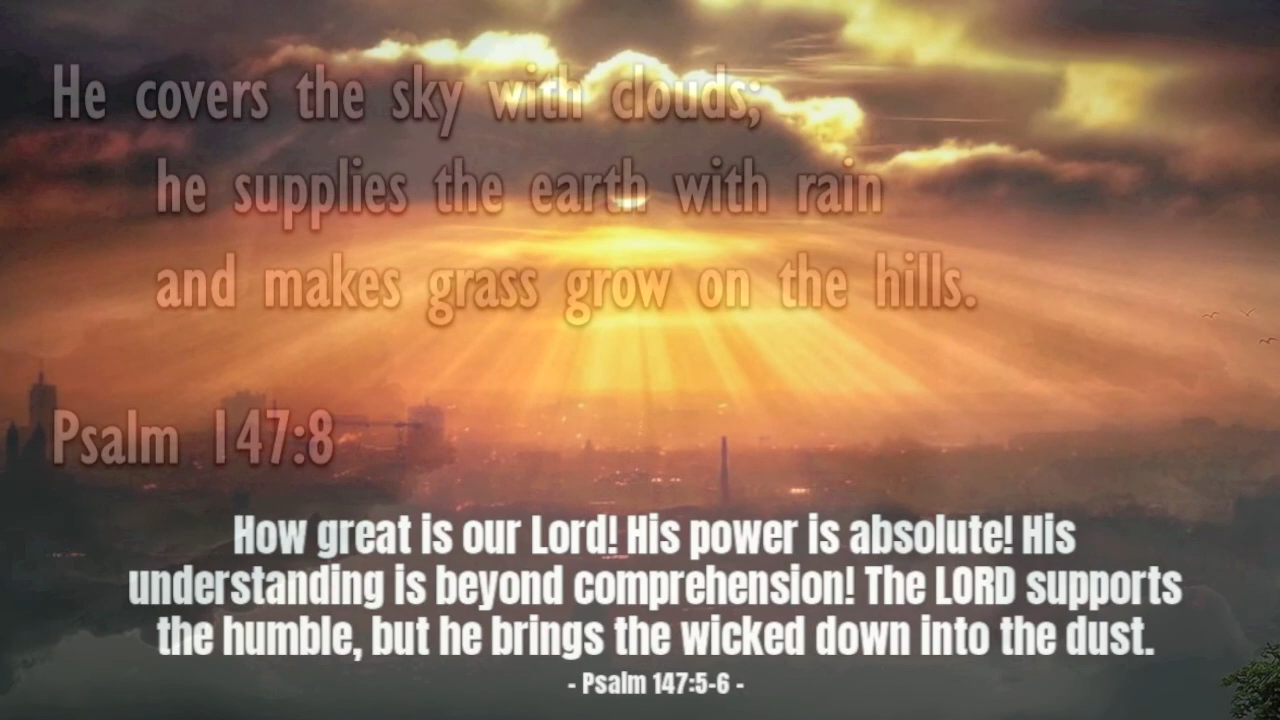 He covers the sky with clouds;
he supplies the earth with rain
and makes grass grow on the hills.
Psalm 147:8
How great is our Lord! His power is absolute! His
understanding is beyond comprehension! The LORD supports
the humble, but he brings the wicked down into the dust.
- Psalm 147:5-6 -